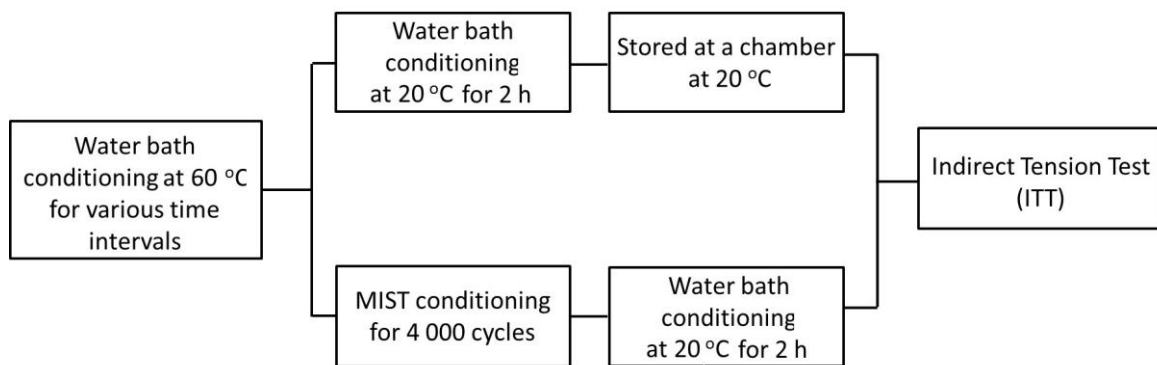 Water bath
conditioning at 60 °C
for various time
intervals
Water bath
conditioning
at 20 °C for 2 h
Stored at a chamber
at 20 °C
MIST conditioning
for 4 000 cycles
Water bath
conditioning
at 20 °C for 2 h
Indirect Tension Test
(ITT)